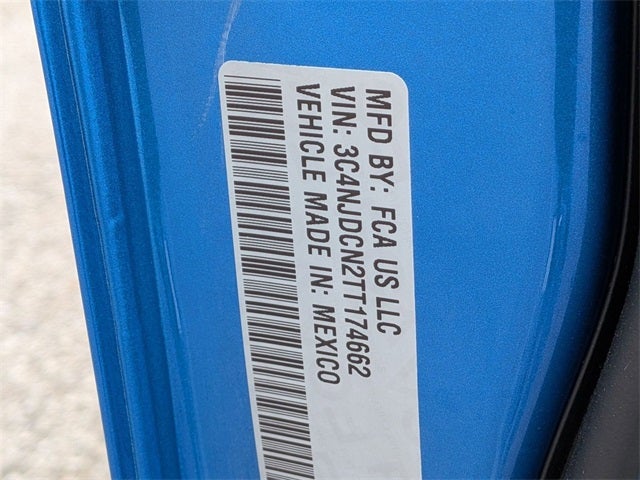 MFD BY: FCA US LLC
VIN: 3C4NJDCN2TT174662
VEHICLE MADE IN: MEXICO